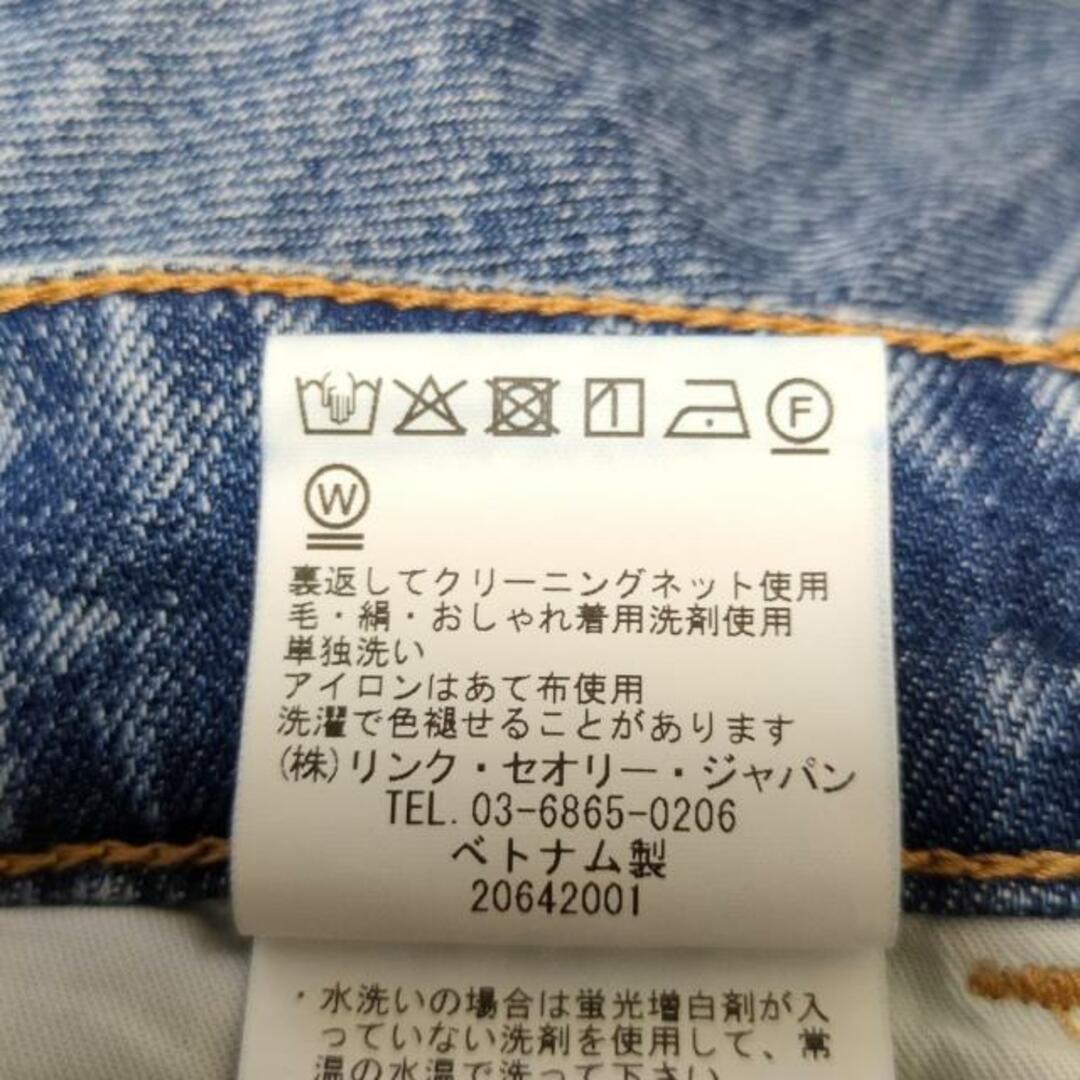 F
W
裏返してクリーニングネット使用
毛・絹・おしゃれ着用洗剤使用
単独洗い
アイロンはあて布使用
洗濯で色褪せることがあります
(株)リンク・セオリー・ジャパン
TEL. 03-6865-0206
ベトナム製
20642001
・水洗いの場合は蛍光増白剤が入
っていない洗剤を使用して、常
温の水温で洗って下さい。